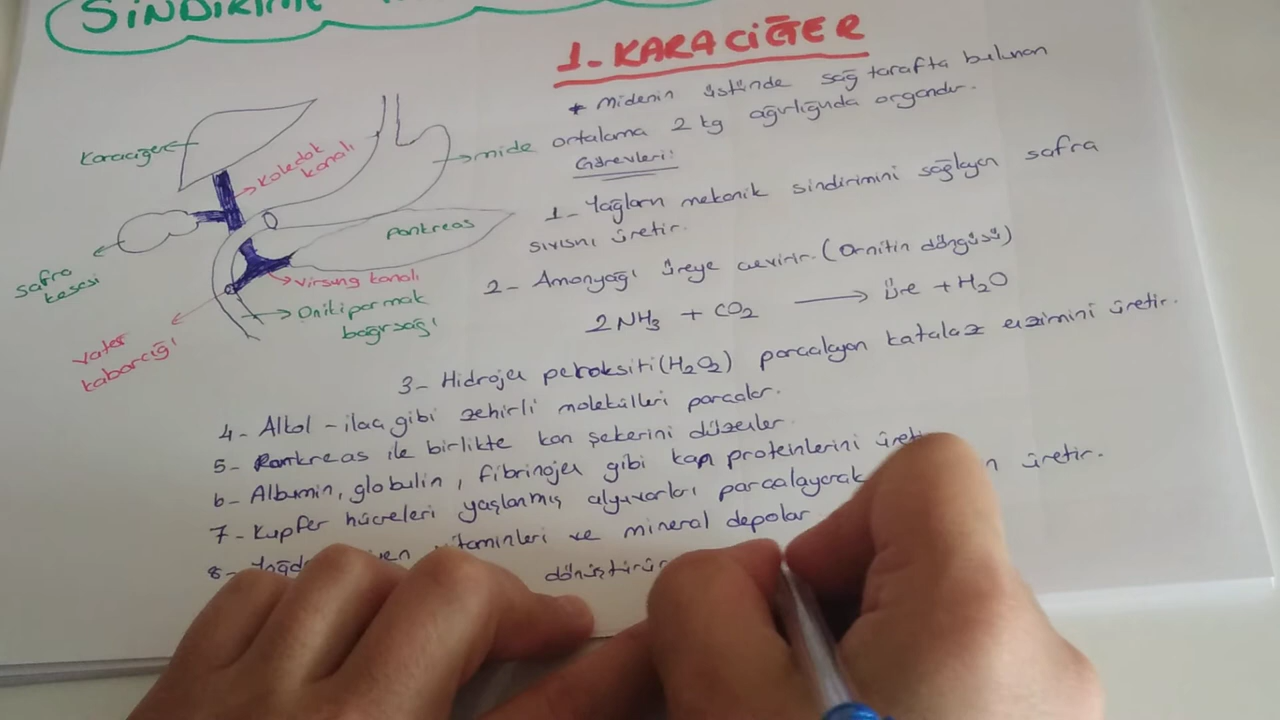 SİNDİRİM
1-KARACİĞER
* Midenin üstünde sağ tarafta bulunan
ortalama 2 kg ağırlığında organdır.
Görevleri:
1- Yağların mekanik sindirimini sağlayan safra
sıvısını üretir.
2- Amonyağı üreye çevirir. (Ornitin döngüsü)
2NH₃ + CO₂ → üre + H₂O
3- Hidrojen peroksiti (H₂O₂) parçalayan katalaz enzimini üretir.
4- Alkol - ilaç gibi zehirli molekülleri parçalar.
5- Pankreas ile birlikte kan şekerini düzenler.
6- Albumin, globulin, fibrinojen gibi kan proteinlerini
7- Kupfer hücreleri yaşlanmış alyuvarları parçalayarak üretir.
8- vitaminleri ve mineral depolar
dönüştürür
Karaciğer
Koledok
kanalı
mide
pankreas
safra
kesesi
Virsung kanalı
Onikiparmak
bağırsağı
vater
kabarcığı